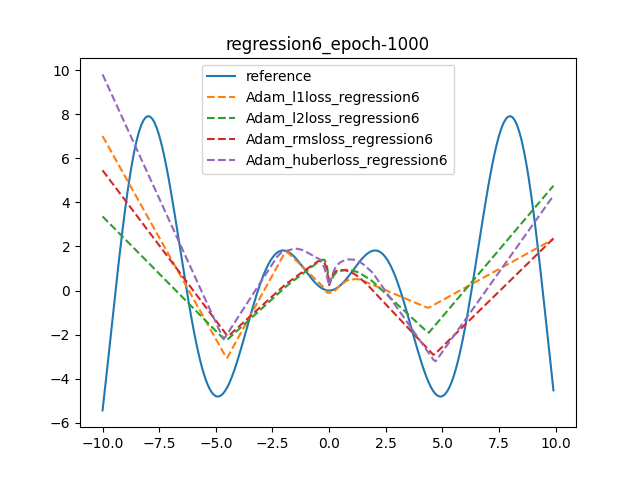 regression6_epoch-1000
reference
Adam_l1loss_regression6
Adam_l2loss_regression6
Adam_rmsloss_regression6
Adam_huberloss_regression6
10
8
6
4
2
0
−2
−4
−6
−10.0 −7.5 −5.0 −2.5 0.0 2.5 5.0 7.5 10.0